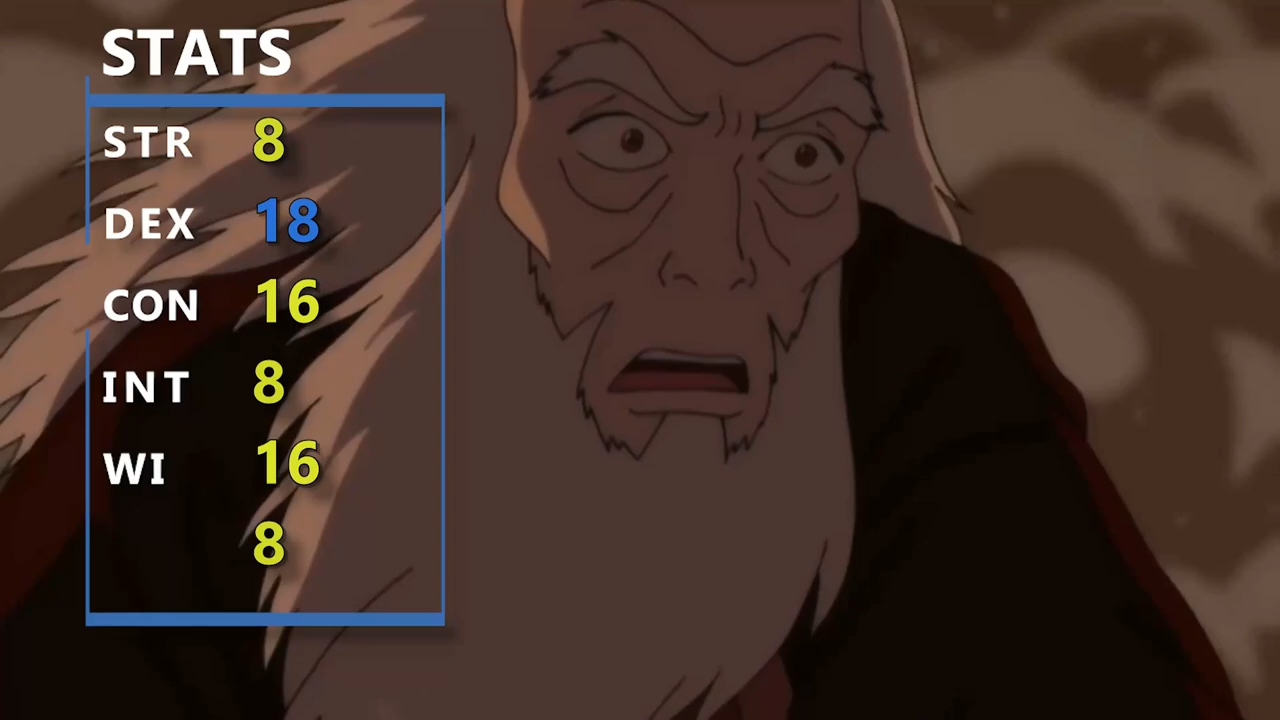 STATS
STR 8
DEX 18
CON 16
INT 8
WI 16
8